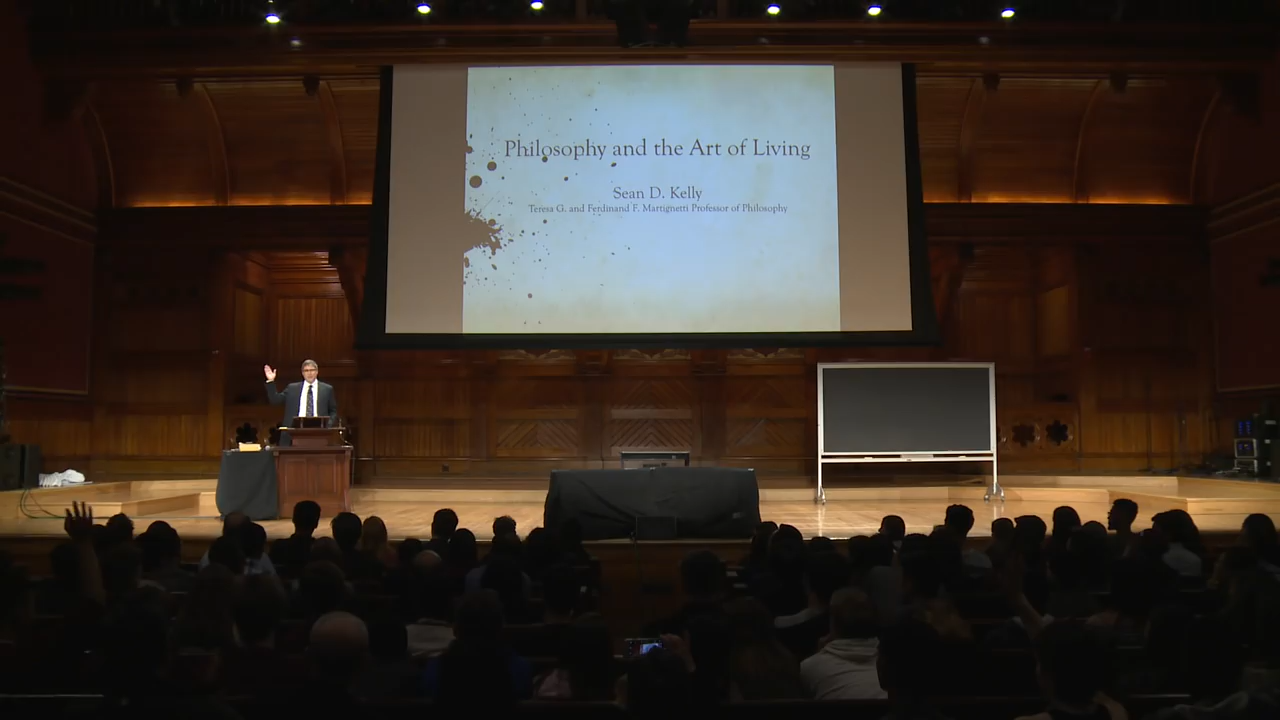 Philosophy and the Art of Living
Sean D. Kelly
Teresa G. and Ferdinand F. Martignetti Professor of Philosophy